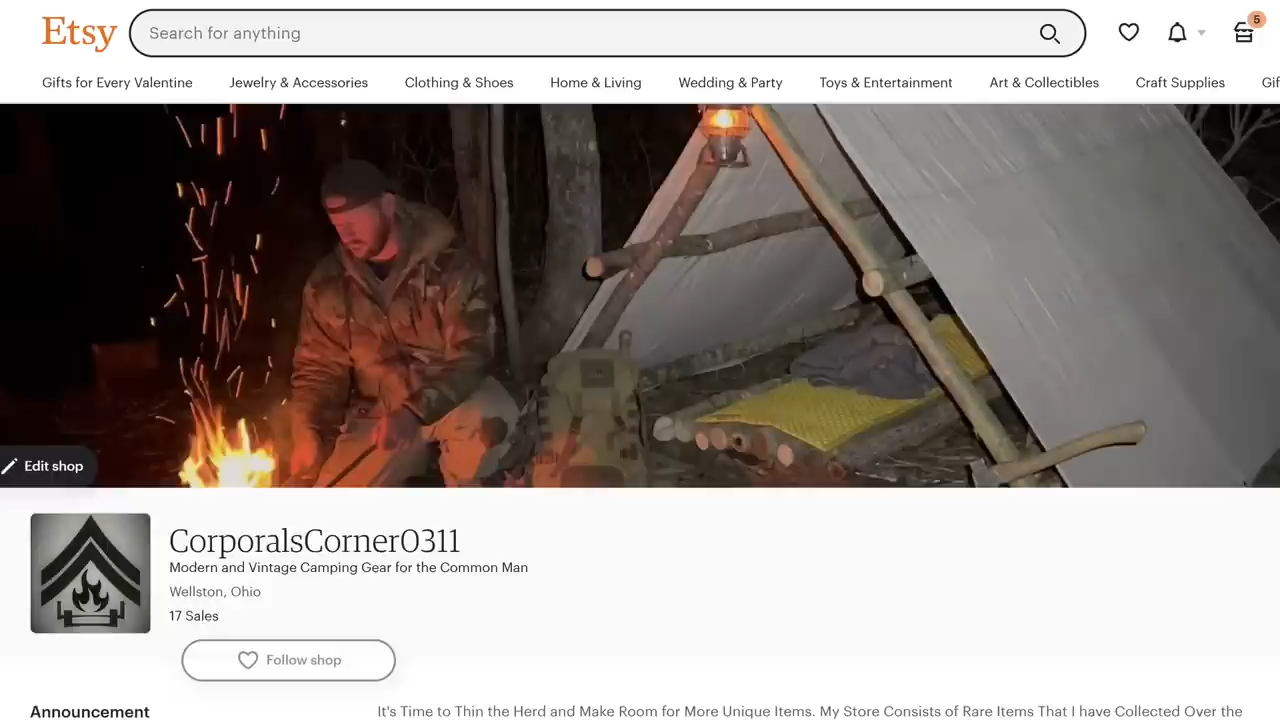 Etsy
Search for anything
5
Gifts for Every Valentine
Jewelry & Accessories
Clothing & Shoes
Home & Living
Wedding & Party
Toys & Entertainment
Art & Collectibles
Craft Supplies
Gif
Edit shop
CorporalsCorner0311
Modern and Vintage Camping Gear for the Common Man
Wellston, Ohio
17 Sales
Follow shop
Announcement
It's Time to Thin the Herd and Make Room for More Unique Items. My Store Consists of Rare Items That I have Collected Over the